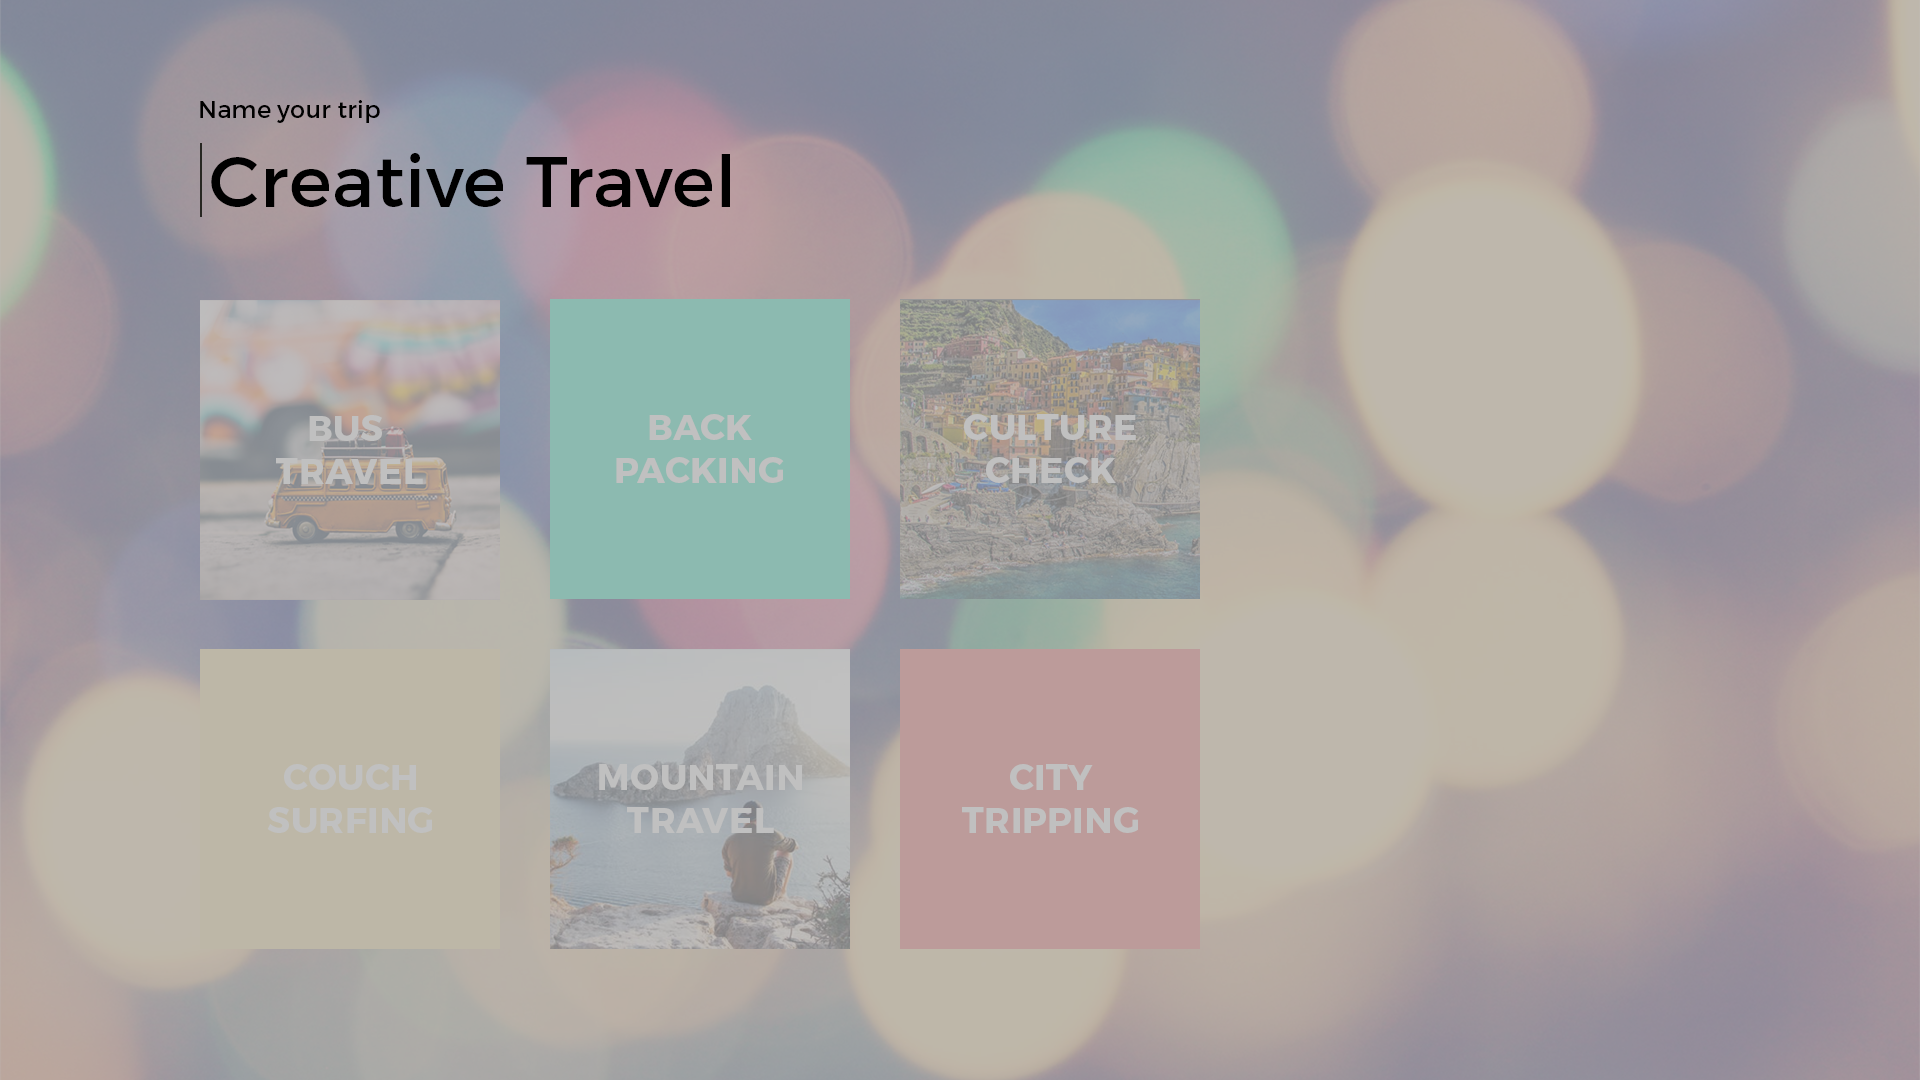 Name your trip
Creative Travel
BUS
TRAVEL
BACK
PACKING
CULTURE
CHECK
COUCH
SURFING
MOUNTAIN
TRAVEL
CITY
TRIPPING